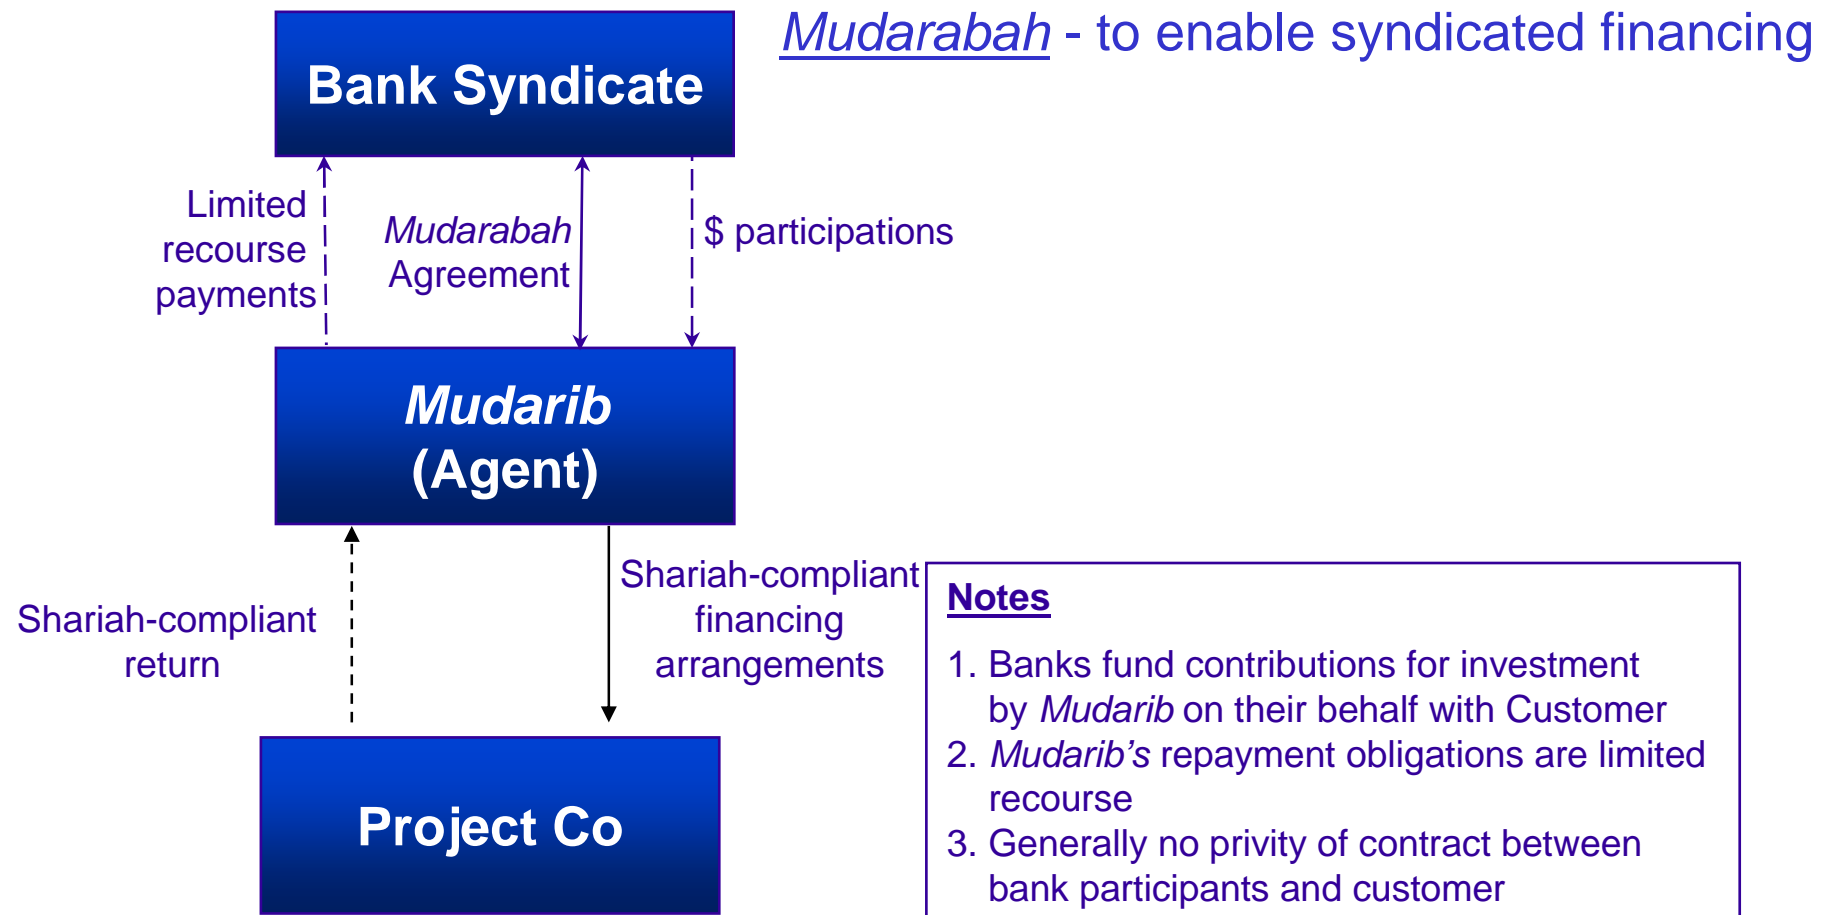 Mudarabah - to enable syndicated financing
Bank Syndicate
Limited
recourse
payments
Mudarabah
Agreement
$ participations
Mudarib
(Agent)
Shariah-compliant
return
Shariah-compliant
financing
arrangements
Project Co
Notes
1. Banks fund contributions for investment
by Mudarib on their behalf with Customer
2. Mudarib's repayment obligations are limited
recourse
3. Generally no privity of contract between
bank participants and customer